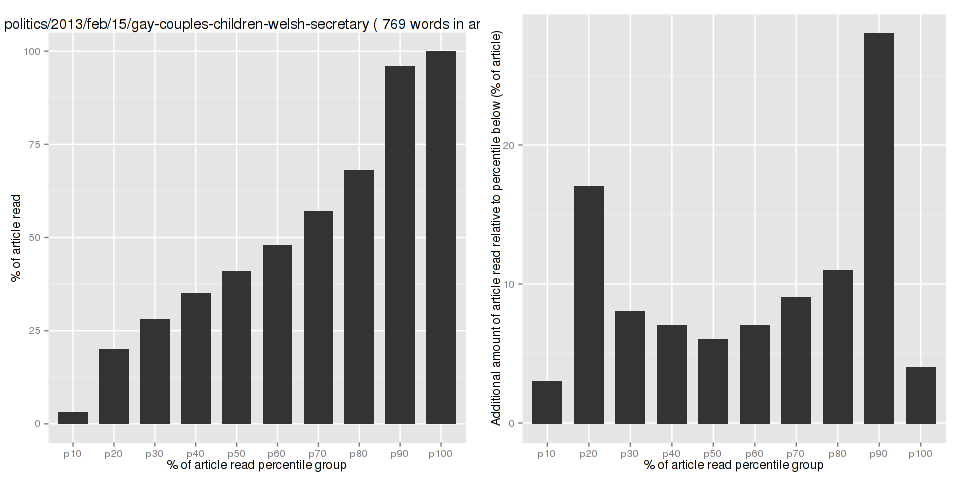 politics/2013/feb/15/gay-couples-children-welsh-secretary ( 769 words in ar
% of article read
100
75
50
25
0
p10 p20 p30 p40 p50 p60 p70 p80 p90 p100
% of article read percentile group
Additional amount of article read relative to percentile below (% of article)
20
10
0
p10 p20 p30 p40 p50 p60 p70 p80 p90 p100
% of article read percentile group